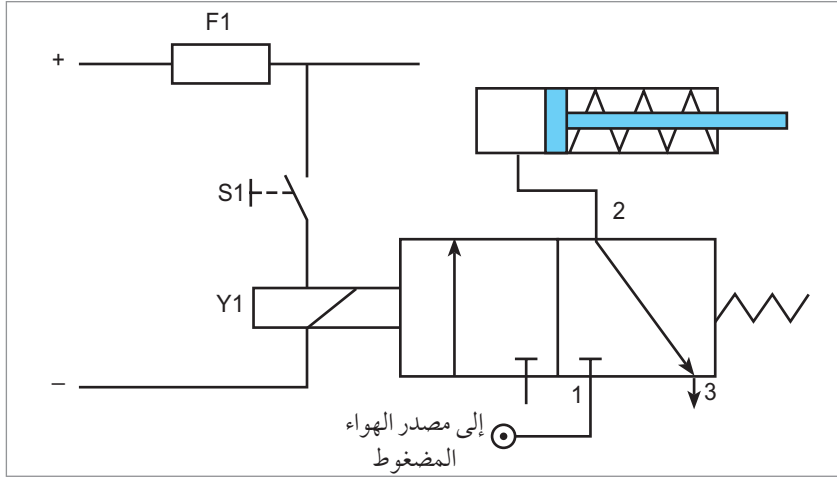 F1
+
S1
2
Y1
–
1
3
إلى مصدر الهواء
المضغوط